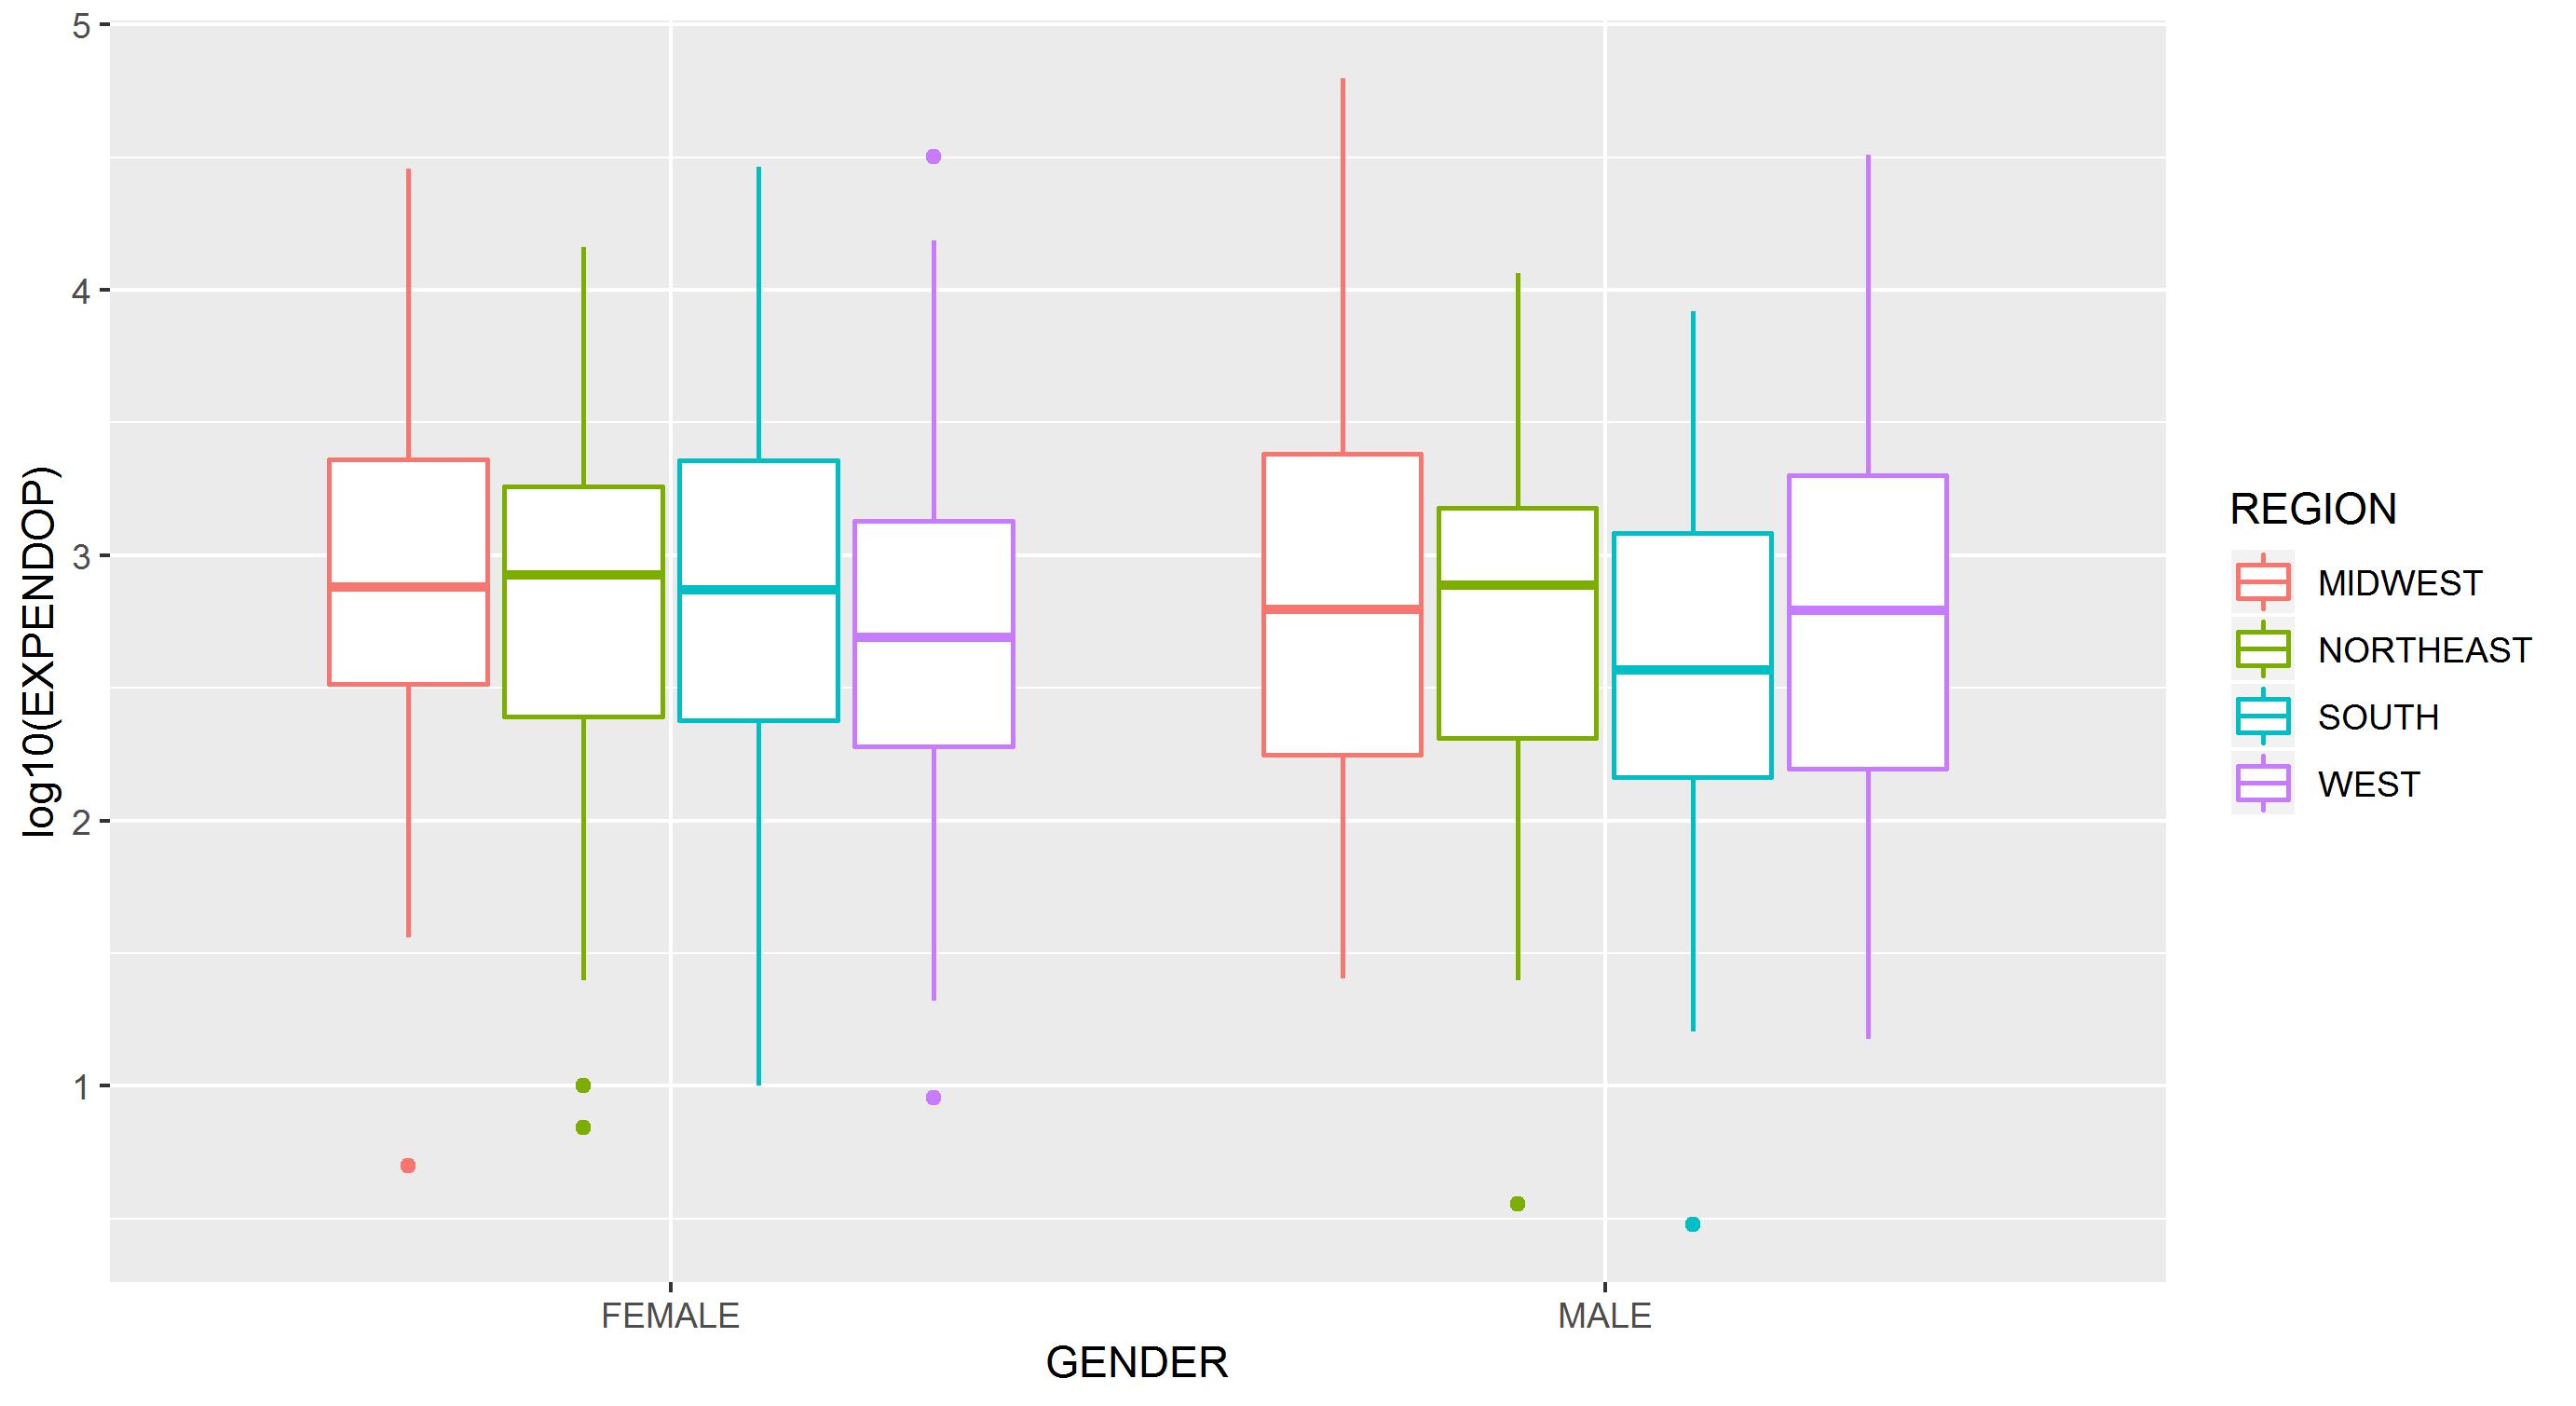 5
4
3
2
1
log10(EXPENDOP)
FEMALE
MALE
GENDER
REGION
MIDWEST
NORTHEAST
SOUTH
WEST